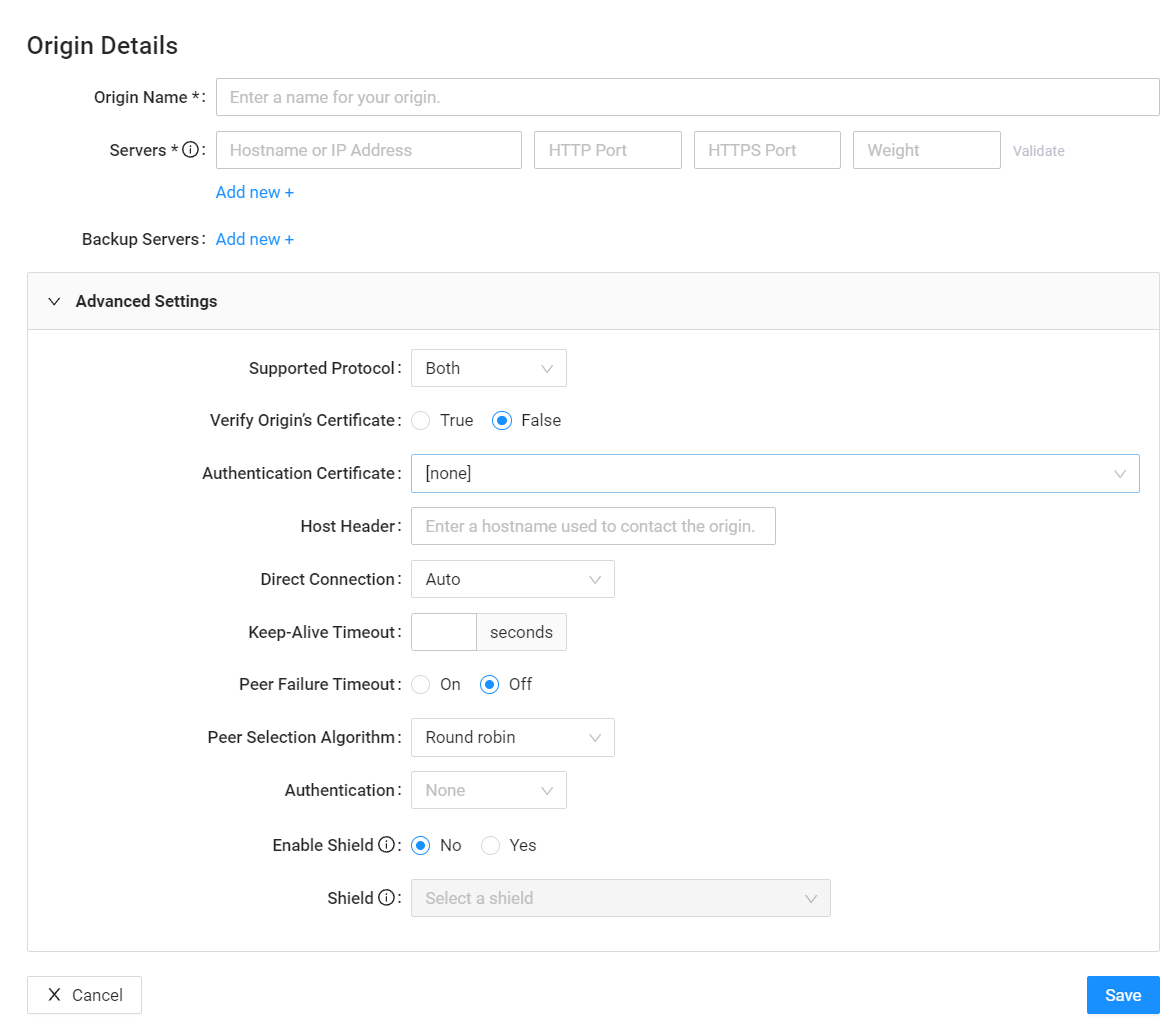 Origin Details
Origin Name *: Enter a name for your origin.
Servers * : Hostname or IP Address HTTP Port HTTPS Port Weight Validate
Add new +
Backup Servers: Add new +
Advanced Settings
Supported Protocol: Both
Verify Origin’s Certificate: True False
Authentication Certificate: [none]
Host Header: Enter a hostname used to contact the origin.
Direct Connection: Auto
Keep-Alive Timeout: seconds
Peer Failure Timeout: On Off
Peer Selection Algorithm: Round robin
Authentication: None
Enable Shield : No Yes
Shield : Select a shield
Cancel Save